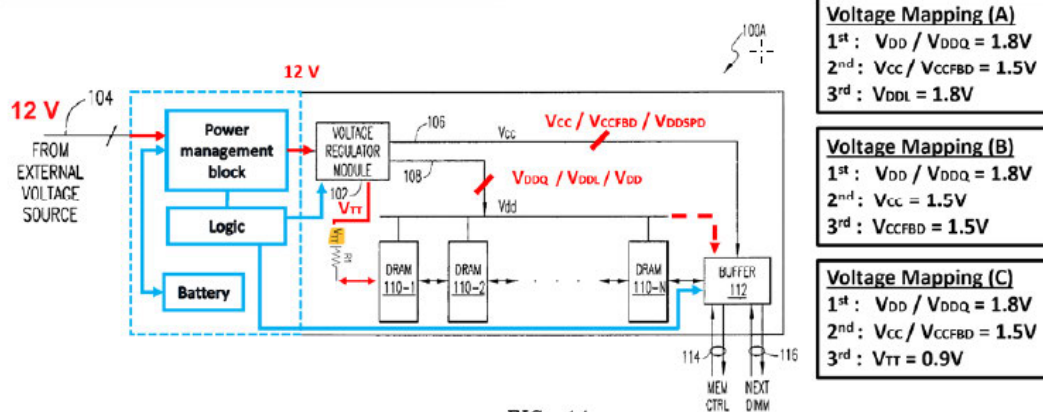 100A
12 V
12 V
104
FROM
EXTERNAL
VOLTAGE
SOURCE
Power
management
block
Logic
Battery
VOLTAGE
REGULATOR
MODULE
102
106
Vcc
VCC / VCCFBD / VDDSPD
108
VDDQ / VDDL / VDD
Vdd
VTT
VTT
R1
DRAM
110-1
DRAM
110-2
DRAM
110-N
BUFFER
112
114
116
MEM
CTRL
NEXT
DIMM
Voltage Mapping (A)
1st : VDD / VDDQ = 1.8V
2nd : VCC / VCCFBD = 1.5V
3rd : VDDL = 1.8V
Voltage Mapping (B)
1st : VDD / VDDQ = 1.8V
2nd : VCC = 1.5V
3rd : VCCFBD = 1.5V
Voltage Mapping (C)
1st : VDD / VDDQ = 1.8V
2nd : VCC / VCCFBD = 1.5V
3rd : VTT = 0.9V